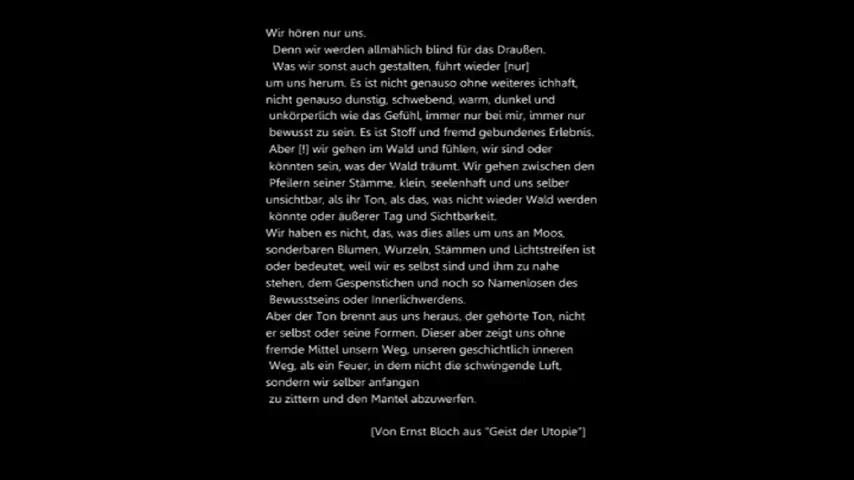 Wir hören nur uns.
Denn wir werden allmählich blind für das Draußen.
Was wir sonst auch gestalten, führt wieder [nur]
um uns herum. Es ist nicht genauso ohne weiteres ichhaft,
nicht genauso dunstig, schwebend, warm, dunkel und
unkörperlich wie das Gefühl, immer nur bei mir, immer nur
bewusst zu sein. Es ist Stoff und fremd gebundenes Erlebnis.
Aber [!] wir gehen im Wald und fühlen, wir sind oder
könnten sein, was der Wald träumt. Wir gehen zwischen den
Pfeilern seiner Stämme, klein, seelenhaft und uns selber
unsichtbar, als ihr Ton, als das, was nicht wieder Wald werden
könnte oder äußerer Tag und Sichtbarkeit.
Wir haben es nicht, das, was dies alles um uns an Moos,
sonderbaren Blumen, Wurzeln, Stämmen und Lichtstreifen ist
oder bedeutet, weil wir es selbst sind und ihm zu nahe
stehen, dem Gespenstichen und noch so Namenlosen des
Bewusstseins oder Innerlichwerdens.
Aber der Ton brennt aus uns heraus, der gehörte Ton, nicht
er selbst oder seine Formen. Dieser aber zeigt uns ohne
fremde Mittel unsern Weg, unseren geschichtlich inneren
Weg, als ein Feuer, in dem nicht die schwingende Luft,
sondern wir selber anfangen
zu zittern und den Mantel abzuwerfen.
[Von Ernst Bloch aus "Geist der Utopie"]